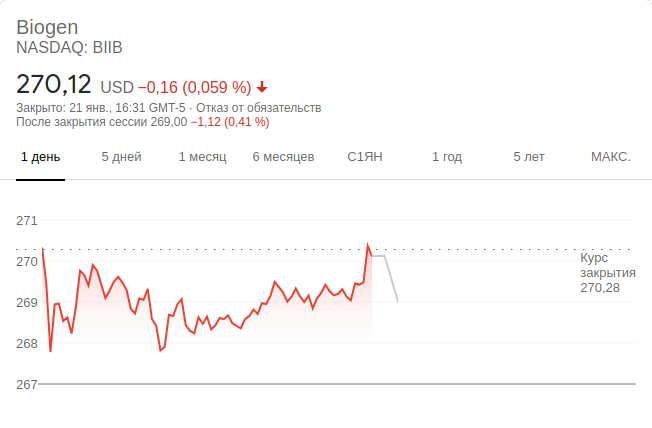 Biogen
NASDAQ: BIIB
270,12 USD −0,16 (0,059 %)
Закрыто: 21 янв., 16:31 GMT-5 · Отказ от обязательств
После закрытия сессии 269,00 −1,12 (0,41 %)
1 день 5 дней 1 месяц 6 месяцев С1ЯН 1 год 5 лет МАКС.
271
270
269
268
267
Курс
закрытия
270,28